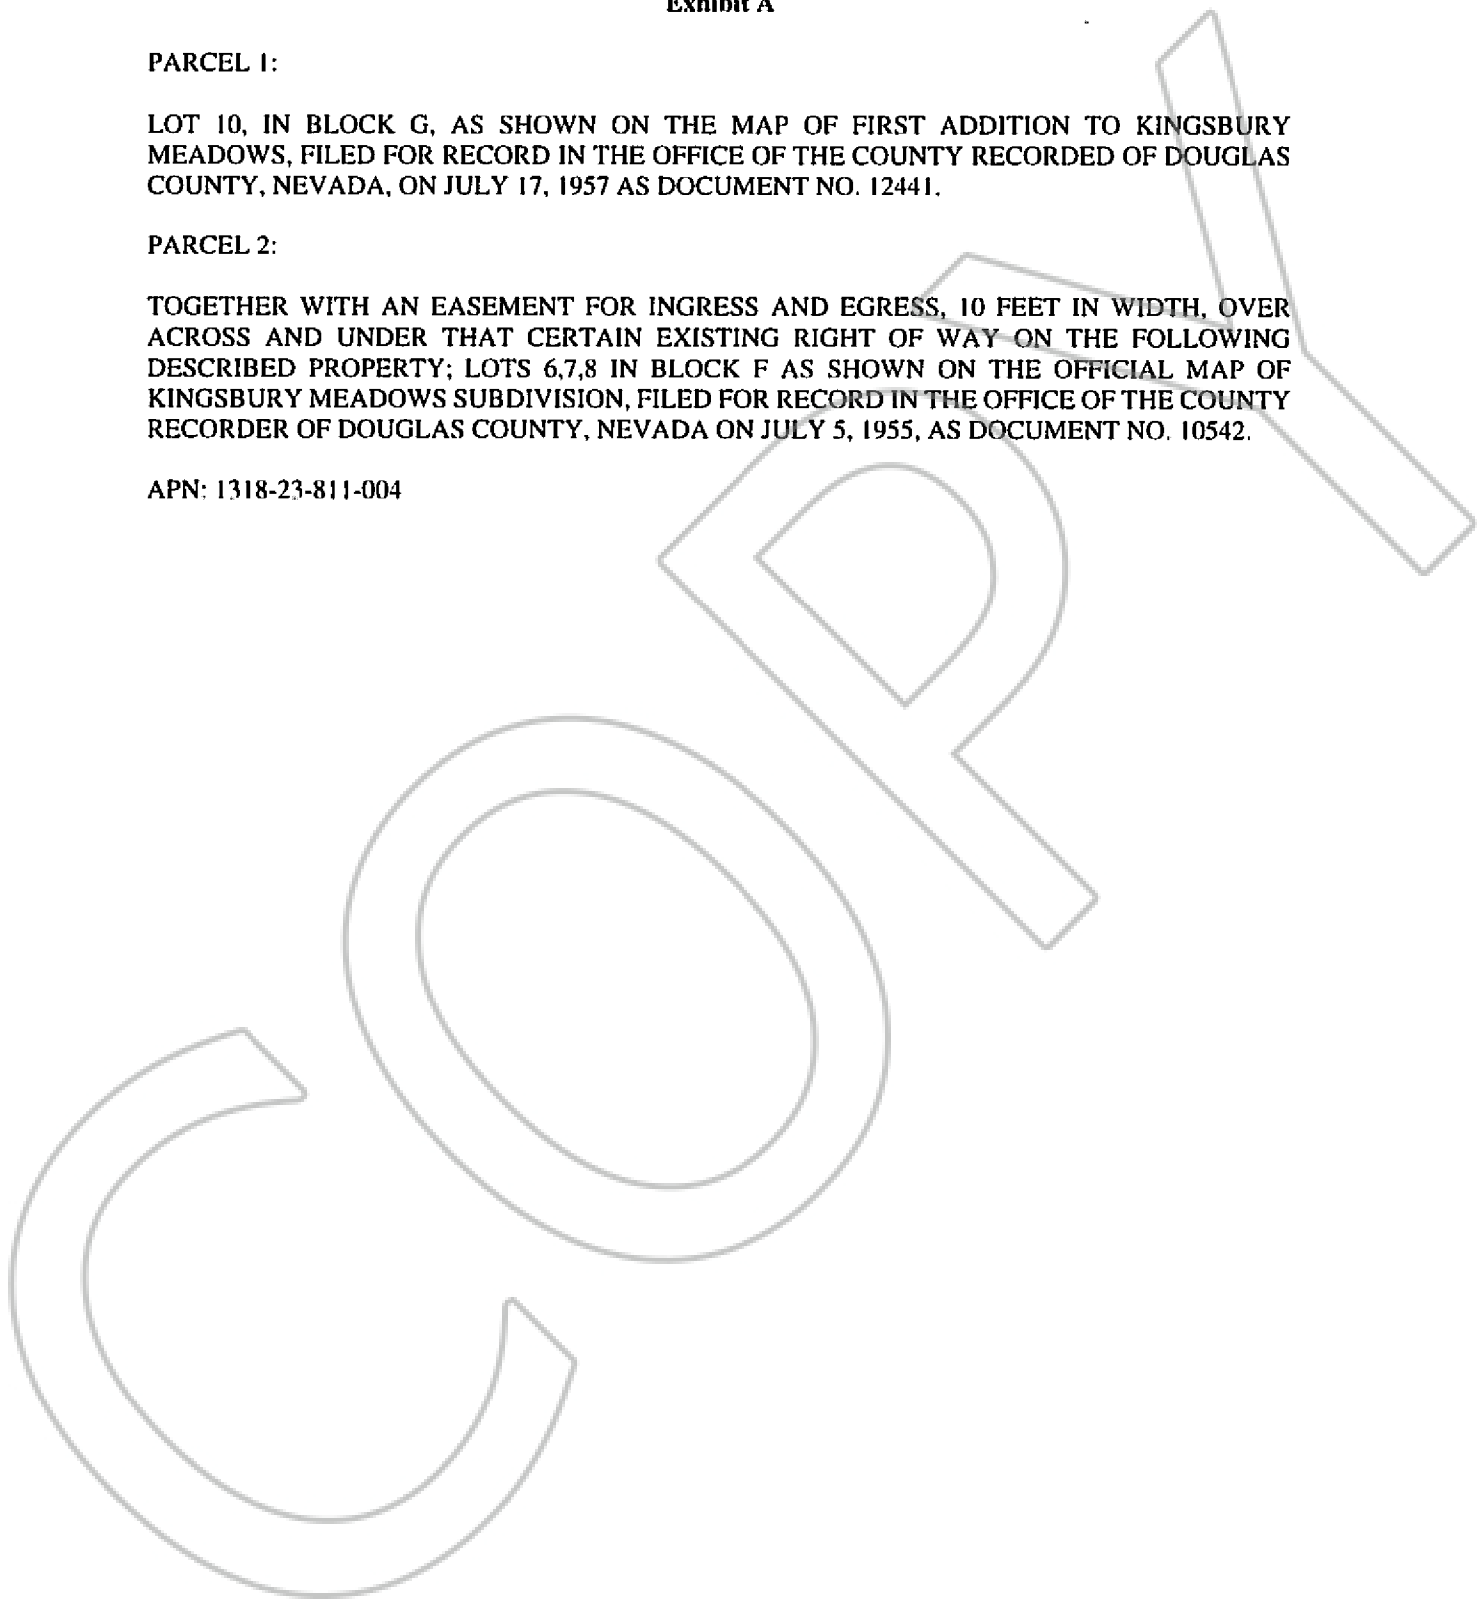 Exhibit A
PARCEL 1:
LOT 10, IN BLOCK G, AS SHOWN ON THE MAP OF FIRST ADDITION TO KINGSBURY
MEADOWS, FILED FOR RECORD IN THE OFFICE OF THE COUNTY RECORDED OF DOUGLAS
COUNTY, NEVADA, ON JULY 17, 1957 AS DOCUMENT NO. 12441.
PARCEL 2:
TOGETHER WITH AN EASEMENT FOR INGRESS AND EGRESS, 10 FEET IN WIDTH, OVER
ACROSS AND UNDER THAT CERTAIN EXISTING RIGHT OF WAY ON THE FOLLOWING
DESCRIBED PROPERTY; LOTS 6,7,8 IN BLOCK F AS SHOWN ON THE OFFICIAL MAP OF
KINGSBURY MEADOWS SUBDIVISION, FILED FOR RECORD IN THE OFFICE OF THE COUNTY
RECORDER OF DOUGLAS COUNTY, NEVADA ON JULY 5, 1955, AS DOCUMENT NO. 10542.
APN: 1318-23-811-004
COPY